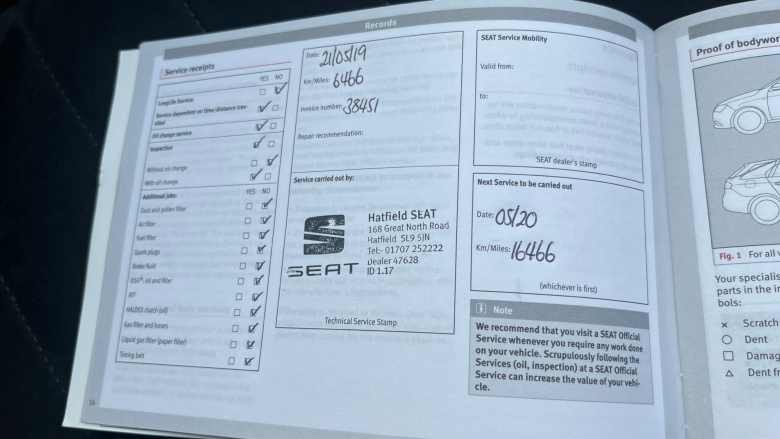 Records
Service receipts
YES NO
LongLife Service:
Service dependent on time/distance trav-
elled
Oil change service
Inspection
Without oil change
With oil change
Additional jobs: YES NO
Dust and pollen filter
Air filter
Fuel filter
Spark plugs
Brake fluid
DSG®: oil and filter
ATF
HALDEX clutch (oil)
Gas filter and hoses
Liquid gas filter (paper filter)
Timing belt
16
Date: 21/05/19
Km/Miles: 6466
Invoice number: 38451
Repair recommendation:
Service carried out by:
SEAT
Hatfield SEAT
168 Great North Road
Hatfield SL9 5JN
Tel:- 01707 252222
Dealer 47628
ID 1.17
Technical Service Stamp
SEAT Service Mobility
Valid from:
to:
SEAT dealer's stamp
Next Service to be carried out
Date: 05/20
Km/Miles: 16466
(whichever is first)
i Note
We recommend that you visit a SEAT Official
Service whenever you require any work done
on your vehicle. Scrupulously following the
Services (oil, inspection) at a SEAT Official
Service can increase the value of your vehi-
cle.
Proof of bodywor
Fig. 1 For all v
Your specialis
parts in the i
bols:
× Scratch
○ Dent
□ Damag
△ Dent fr